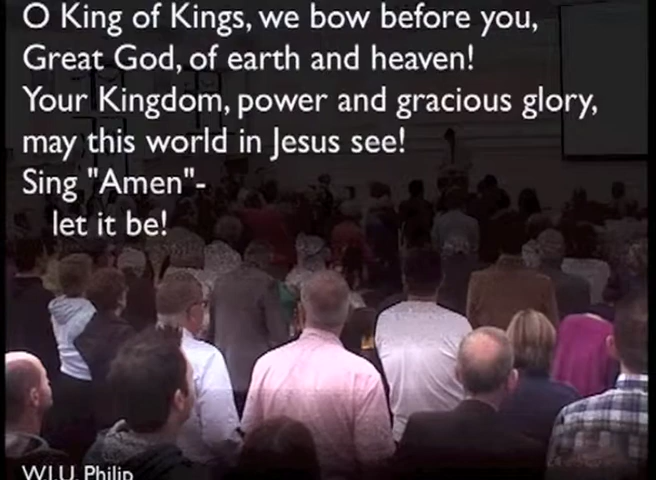 O King of Kings, we bow before you,
Great God, of earth and heaven!
Your Kingdom, power and gracious glory,
may this world in Jesus see!
Sing "Amen"-
let it be!
W.J.U. Philip